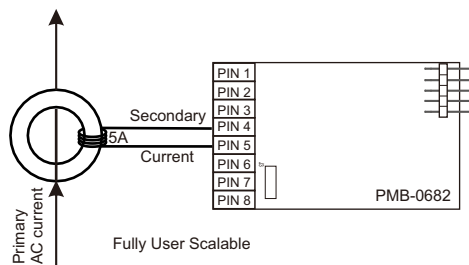 PIN 1
PIN 2
PIN 3
Secondary
PIN 4
5A
PIN 5
Current
PIN 6
PIN 7
PIN 8
PMB-0682
Primary
AC current
Fully User Scalable